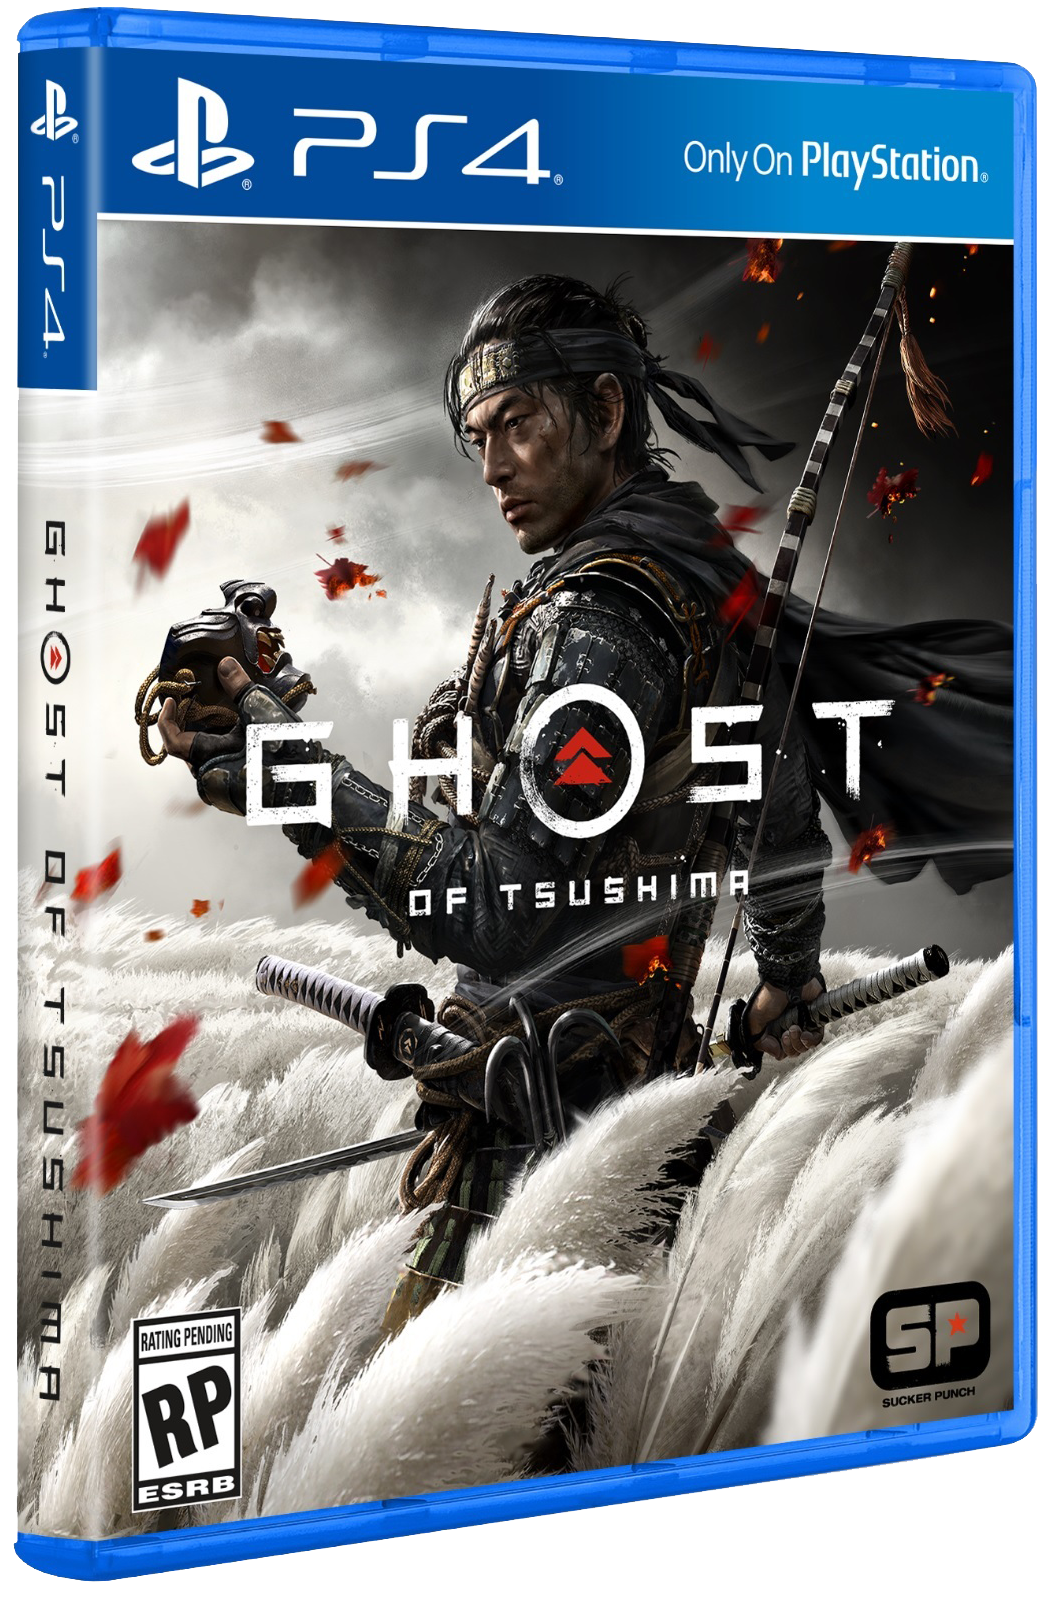 PS4
Only On PlayStation
PS4
GHOST OF TSUSHIMA
GHOST
OF TSUSHIMA
RATING PENDING
RP
ESRB
SP
SUCKER PUNCH